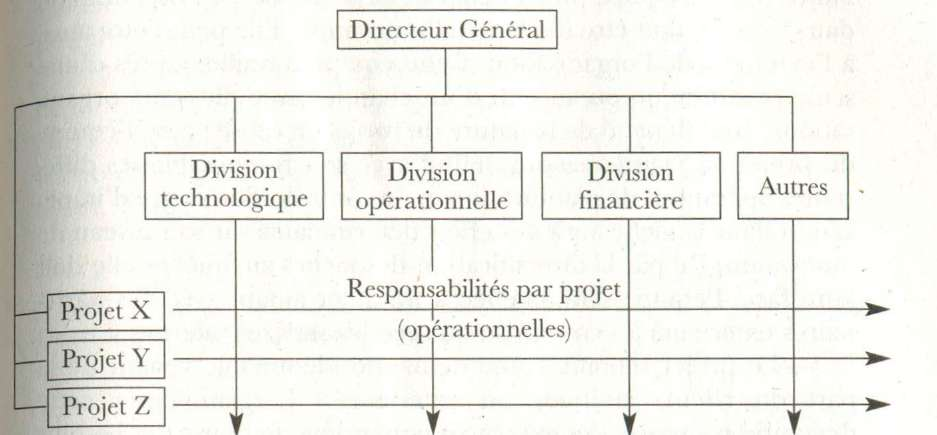 Directeur Général
Division
technologique
Division
opérationnelle
Division
financière
Autres
Responsabilités par projet
(opérationnelles)
Projet X
Projet Y
Projet Z